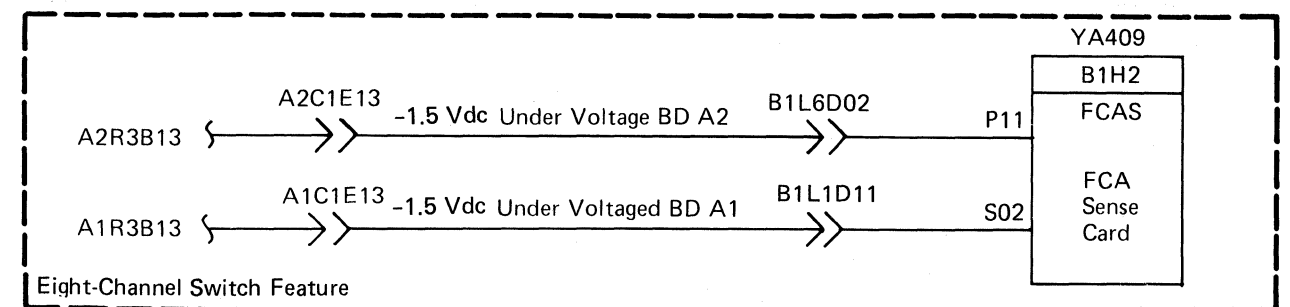 YA409
B1H2
A2C1E13
-1.5 Vdc Under Voltage BD A2
B1L6D02
P11
FCAS
A2R3B13
A1C1E13
-1.5 Vdc Under Voltaged BD A1
B1L1D11
S02
FCA
Sense
Card
A1R3B13
Eight-Channel Switch Feature